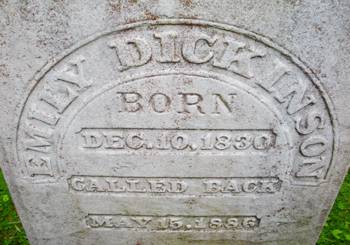 EMILY DICKINSON
BORN
DEC. 10. 1830
CALLED BACK
MAY 15. 1886